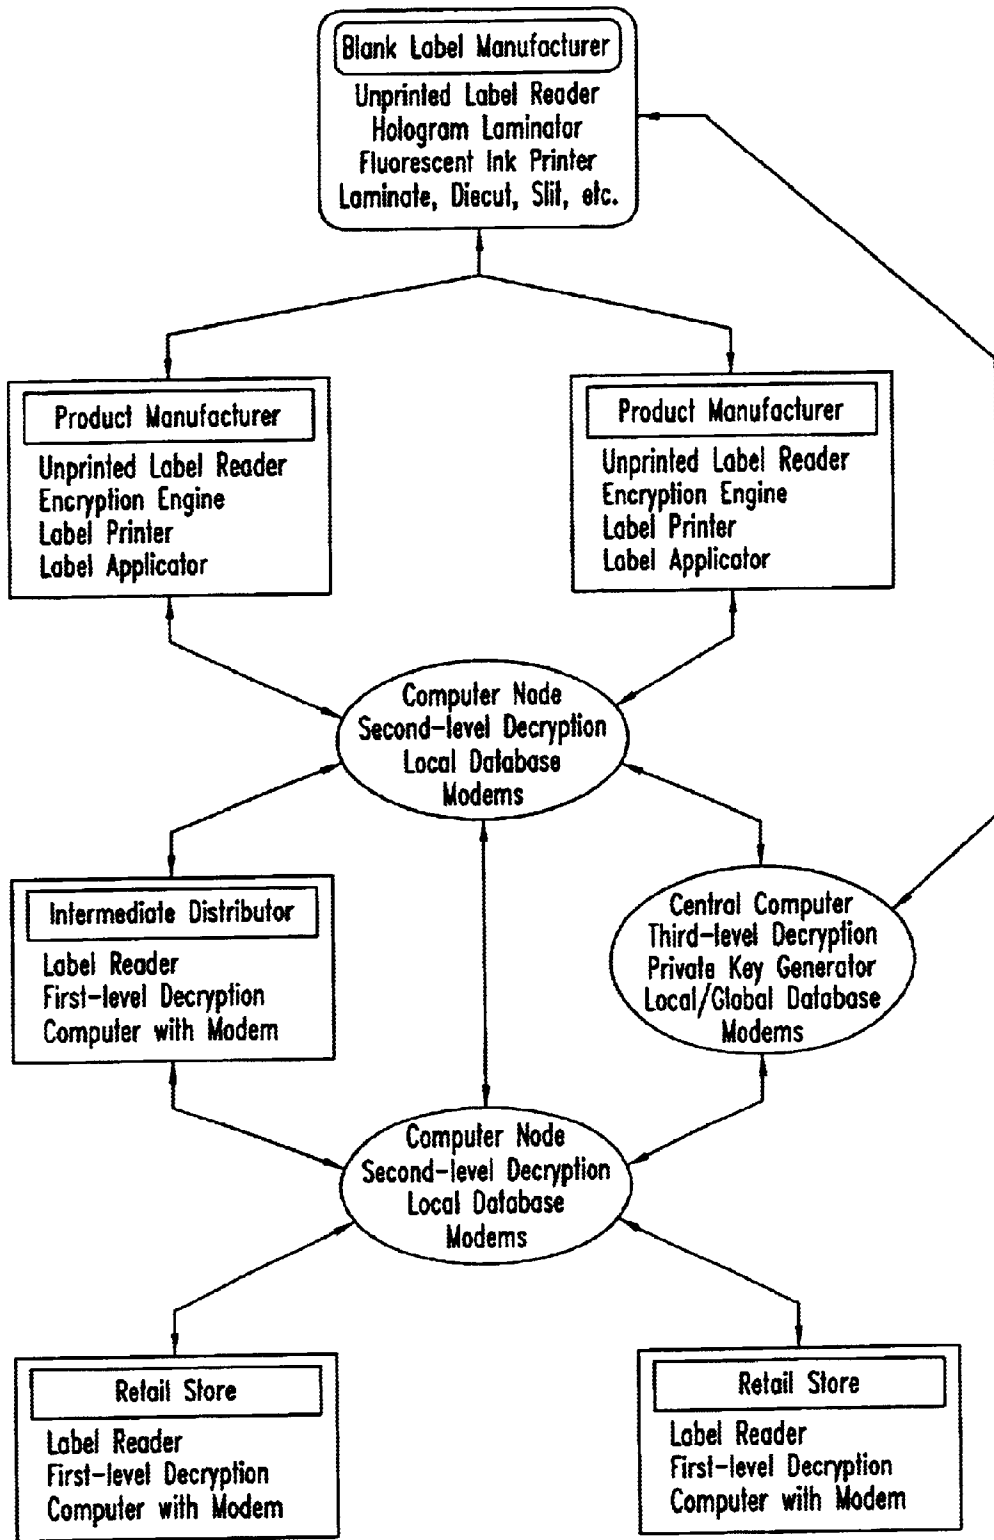 Blank Label Manufacturer
Unprinted Label Reader
Hologram Laminator
Fluorescent Ink Printer
Laminate, Diecut, Slit, etc.
Product Manufacturer
Unprinted Label Reader
Encryption Engine
Label Printer
Label Applicator
Product Manufacturer
Unprinted Label Reader
Encryption Engine
Label Printer
Label Applicator
Computer Node
Second-level Decryption
Local Database
Modems
Intermediate Distributor
Label Reader
First-level Decryption
Computer with Modem
Central Computer
Third-level Decryption
Private Key Generator
Local/Global Database
Modems
Computer Node
Second-level Decryption
Local Database
Modems
Retail Store
Label Reader
First-level Decryption
Computer with Modem
Retail Store
Label Reader
First-level Decryption
Computer with Modem